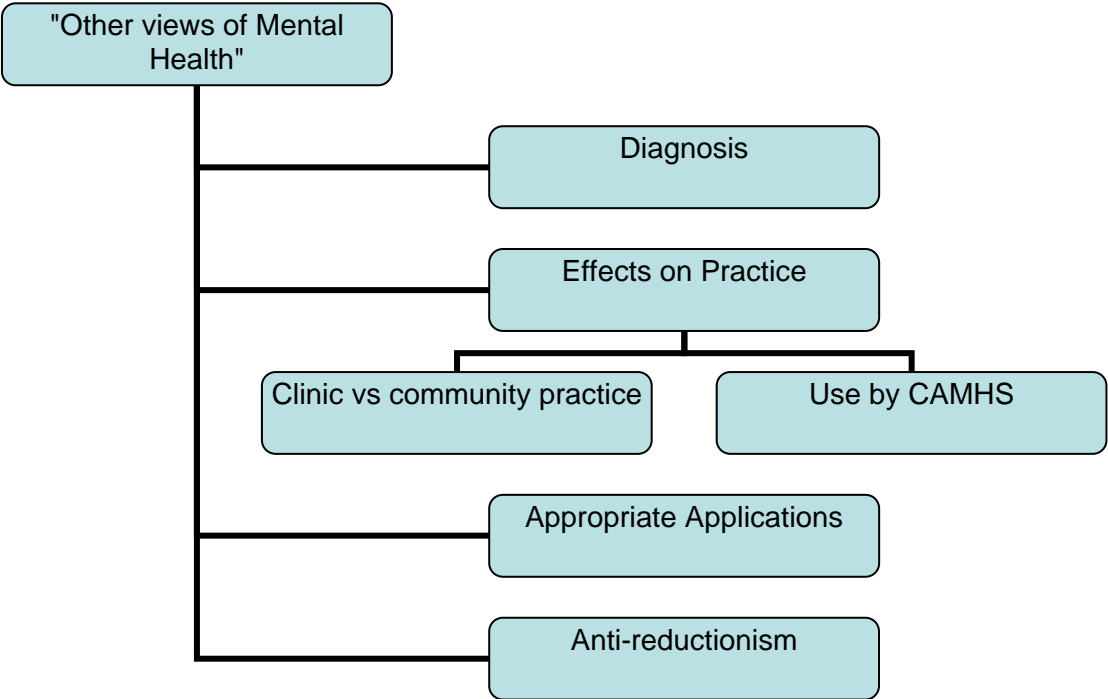 "Other views of Mental
Health"
Diagnosis
Effects on Practice
Clinic vs community practice
Use by CAMHS
Appropriate Applications
Anti-reductionism